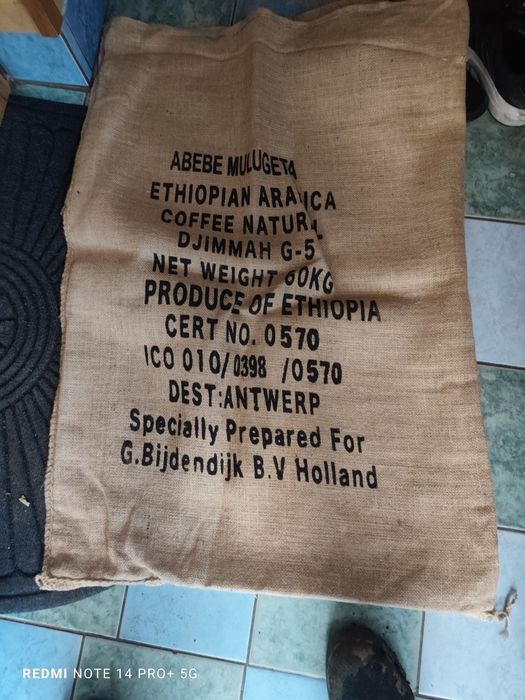 ABEBE MULUGETA
ETHIOPIAN ARABICA
COFFEE NATURAL
DJIMMAH G-5
NET WEIGHT 60KG
PRODUCE OF ETHIOPIA
CERT NO. 0570
ICO 010/0398 /0570
DEST:ANTWERP
Specially Prepared For
G.Bijdendijk B.V Holland
REDMI NOTE 14 PRO+ 5G